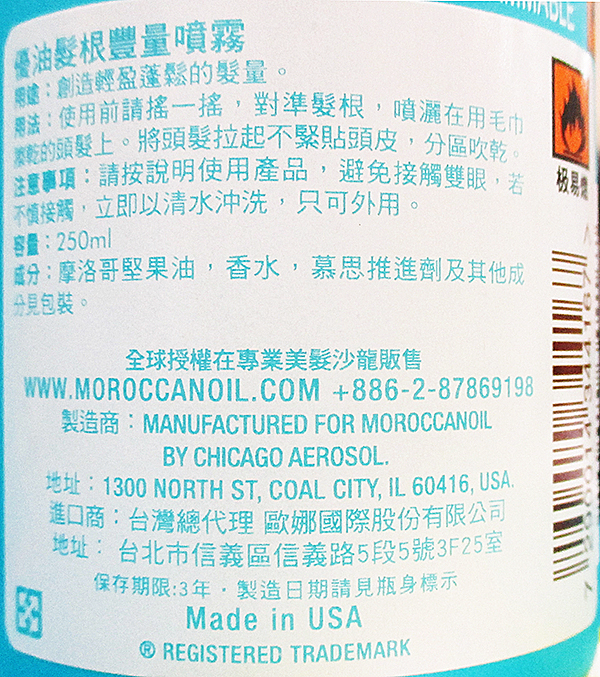 優油髮根豐量噴霧
用途：創造輕盈蓬鬆的髮量。
用法：使用前請搖一搖，對準髮根，噴灑在用毛巾
擦乾的頭髮上。將頭髮拉起不緊貼頭皮，分區吹乾。
注意事項：請按說明使用產品，避免接觸雙眼，若
不慎接觸，立即以清水沖洗，只可外用。
容量：250ml
成分：摩洛哥堅果油，香水，慕思推進劑及其他成
分見包裝。
極易燃
全球授權在專業美髮沙龍販售
WWW.MOROCCANOIL.COM +886-2-87869198
製造商：MANUFACTURED FOR MOROCCANOIL
BY CHICAGO AEROSOL.
地址：1300 NORTH ST, COAL CITY, IL 60416, USA.
進口商：台灣總代理 歐娜國際股份有限公司
地址： 台北市信義區信義路5段5號3F25室
保存期限:3年，製造日期請見瓶身標示
Made in USA
® REGISTERED TRADEMARK